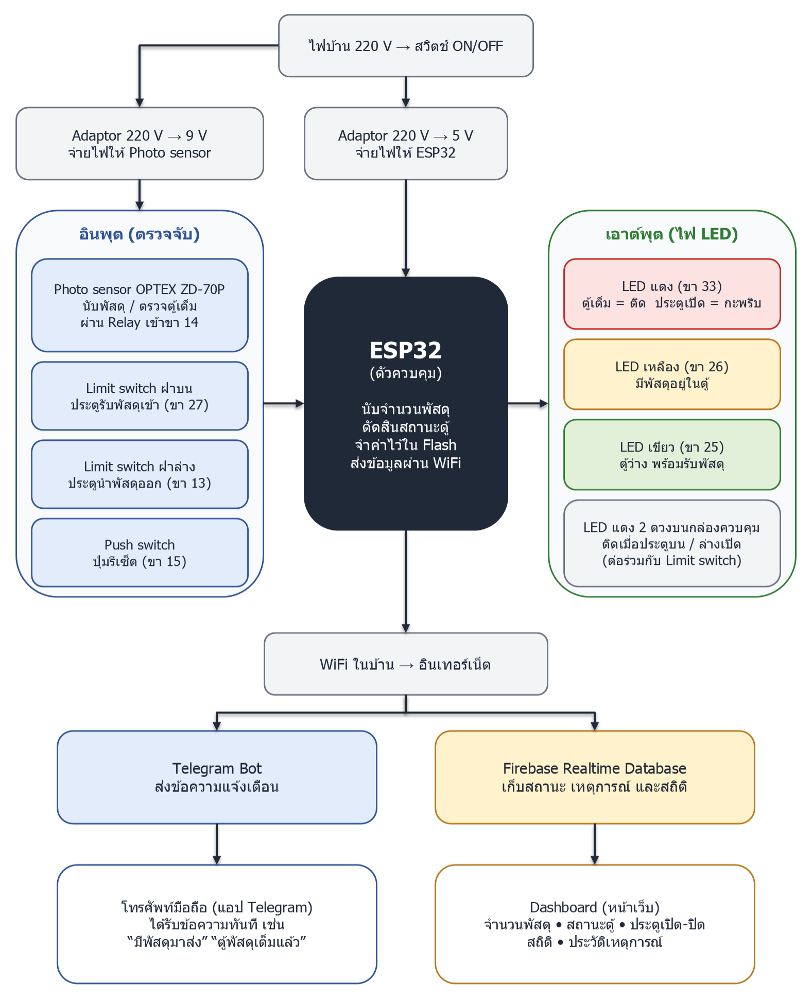 ไฟบ้าน 220 V → สวิตช์ ON/OFF
Adaptor 220 V → 9 V
จ่ายไฟให้ Photo sensor
Adaptor 220 V → 5 V
จ่ายไฟให้ ESP32
อินพุต (ตรวจจับ)
Photo sensor OPTEX ZD-70P
นับพัสดุ / ตรวจตู้เต็ม
ผ่าน Relay เข้าขา 14
Limit switch ฝาบน
ประตูรับพัสดุเข้า (ขา 27)
Limit switch ฝาล่าง
ประตูนำพัสดุออก (ขา 13)
Push switch
ปุ่มรีเซ็ต (ขา 15)
ESP32
(ตัวควบคุม)
นับจำนวนพัสดุ
ตัดสินสถานะตู้
จำค่าไว้ใน Flash
ส่งข้อมูลผ่าน WiFi
เอาต์พุต (ไฟ LED)
LED แดง (ขา 33)
ตู้เต็ม = ติด  ประตูเปิด = กะพริบ
LED เหลือง (ขา 26)
มีพัสดุอยู่ในตู้
LED เขียว (ขา 25)
ตู้ว่าง พร้อมรับพัสดุ
LED แดง 2 ดวงบนกล่องควบคุม
ติดเมื่อประตูบน / ล่างเปิด
(ต่อร่วมกับ Limit switch)
WiFi ในบ้าน → อินเทอร์เน็ต
Telegram Bot
ส่งข้อความแจ้งเตือน
Firebase Realtime Database
เก็บสถานะ เหตุการณ์ และสถิติ
โทรศัพท์มือถือ (แอป Telegram)
ได้รับข้อความทันที เช่น
“มีพัสดุมาส่ง” “ตู้พัสดุเต็มแล้ว”
Dashboard (หน้าเว็บ)
จำนวนพัสดุ • สถานะตู้ • ประตูเปิด-ปิด
สถิติ • ประวัติเหตุการณ์